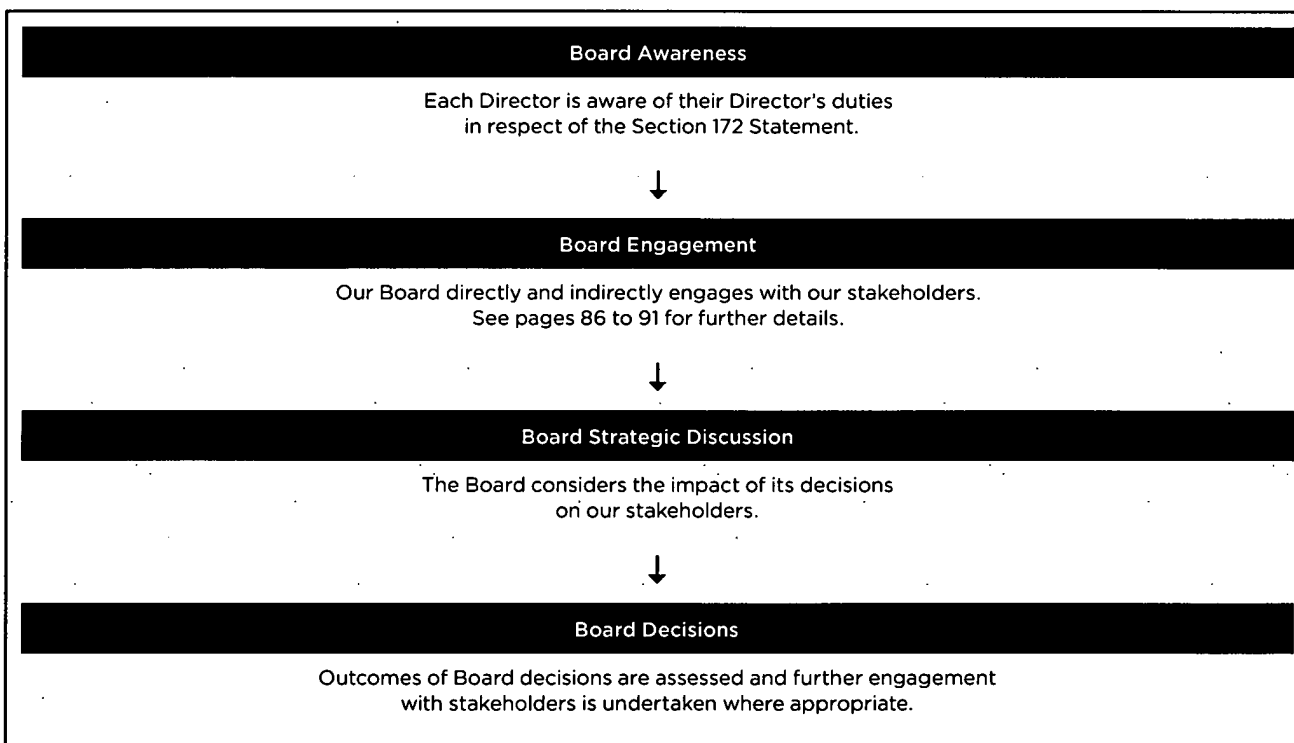 Board Awareness
Each Director is aware of their Director's duties
in respect of the Section 172 Statement.
Board Engagement
Our Board directly and indirectly engages with our stakeholders.
See pages 86 to 91 for further details.
Board Strategic Discussion
The Board considers the impact of its decisions
on our stakeholders.
Board Decisions
Outcomes of Board decisions are assessed and further engagement
with stakeholders is undertaken where appropriate.